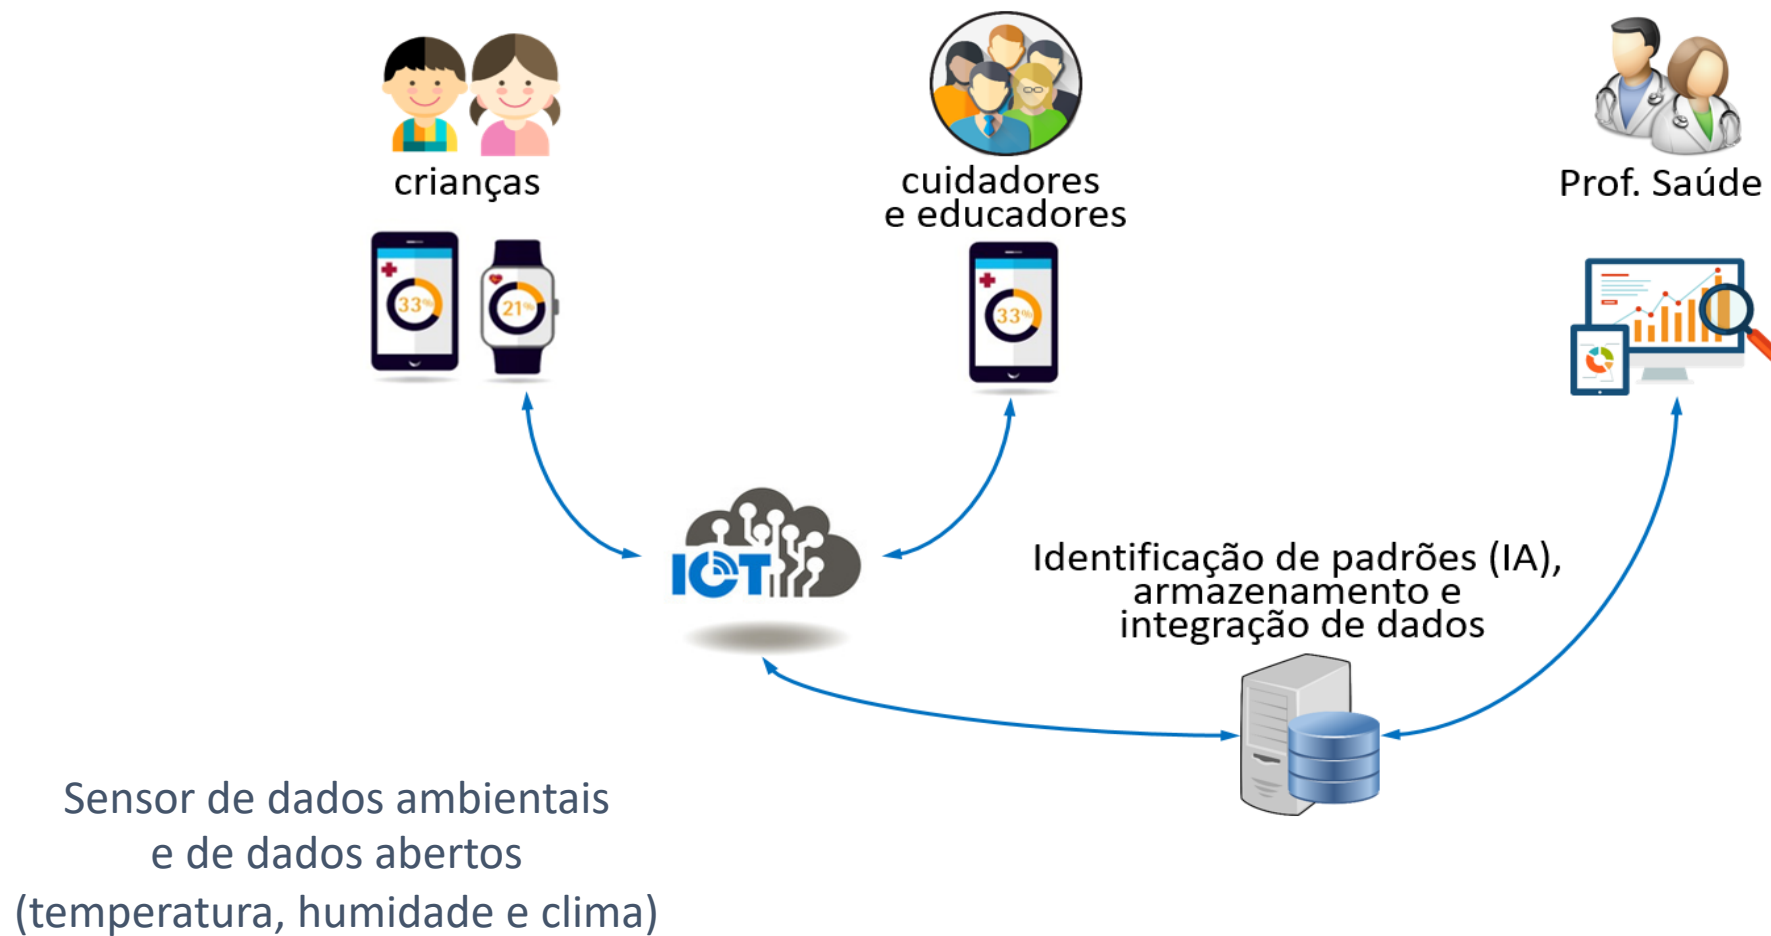 crianças
cuidadores
e educadores
Prof. Saúde
33%
21%
33%
IOT
Identificação de padrões (IA),
armazenamento e
integração de dados
Sensor de dados ambientais
e de dados abertos
(temperatura, humidade e clima)